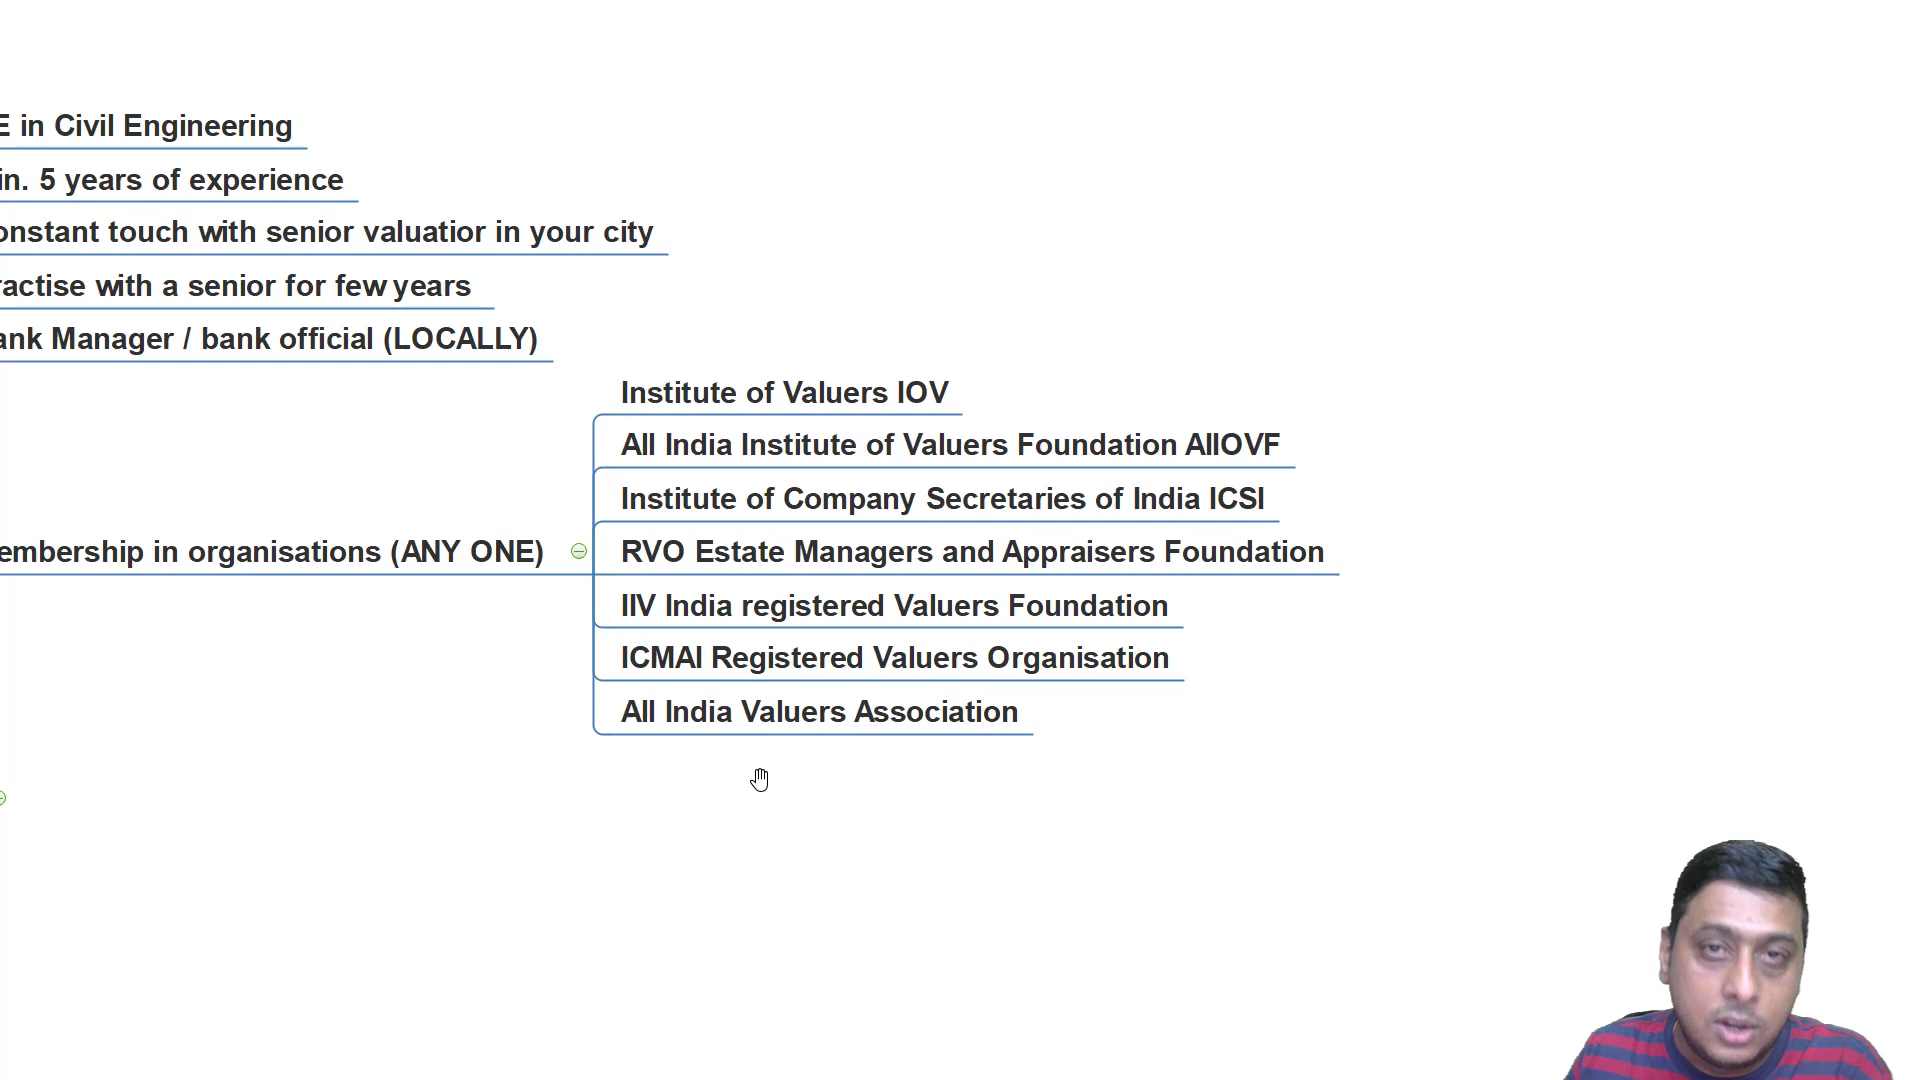 E in Civil Engineering
in. 5 years of experience
onstant touch with senior valuatior in your city
ractise with a senior for few years
ank Manager / bank official (LOCALLY)
Institute of Valuers IOV
All India Institute of Valuers Foundation AIIOVF
Institute of Company Secretaries of India ICSI
embership in organisations (ANY ONE)
RVO Estate Managers and Appraisers Foundation
IIV India registered Valuers Foundation
ICMAI Registered Valuers Organisation
All India Valuers Association